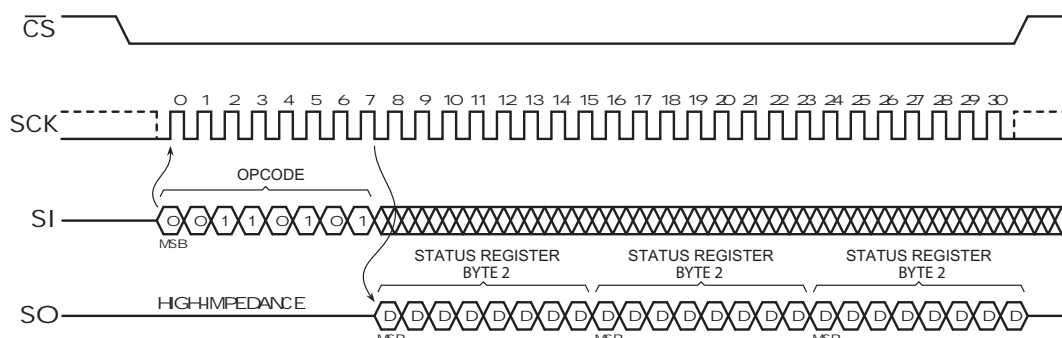 CS
0 1 2 3 4 5 6 7 8 9 10 11 12 13 14 15 16 17 18 19 20 21 22 23 24 25 26 27 28 29 30
SCK
OPCODE
SI 0 0 1 1 0 1 0 1
MSB
STATUS REGISTER BYTE 2
STATUS REGISTER BYTE 2
STATUS REGISTER BYTE 2
HIGH-IMPEDANCE
SO D D D D D D D D D D D D D D D D D D D D D D D D
MSB MSB MSB